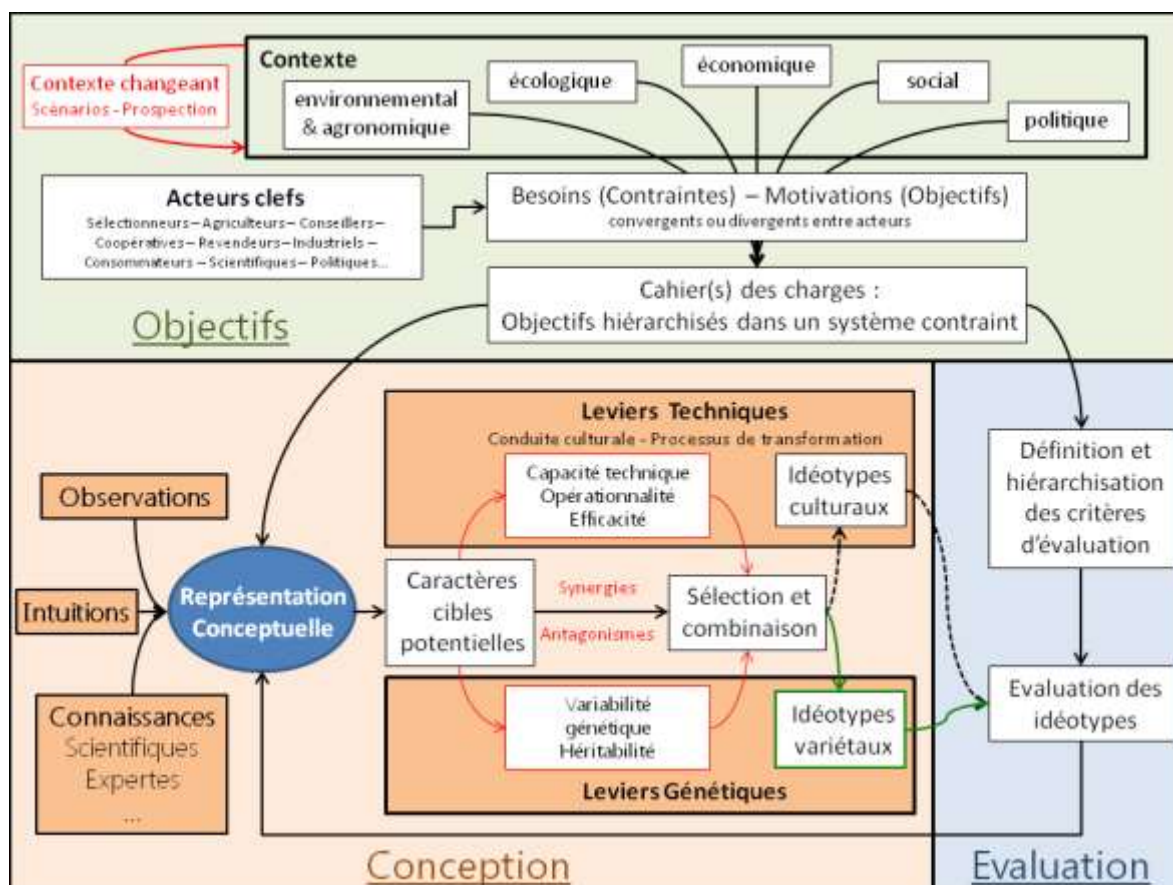 Contexte changeant
Scénarios - Prospection
Contexte
environnemental
& agronomique
écologique
économique
social
politique
Acteurs clefs
Sélectionneurs – Agriculteurs – Conseillers –
Coopératives – Revendeurs – Industriels –
Consommateurs – Scientifiques – Politiques...
Besoins (Contraintes) – Motivations (Objectifs)
convergents ou divergents entre acteurs
Cahier(s) des charges :
Objectifs hiérarchisés dans un système contraint
Objectifs
Observations
Intuitions
Connaissances
Scientifiques
Expertes
...
Représentation
Conceptuelle
Leviers Techniques
Conduite culturale - Processus de transformation
Capacité technique
Opérationnalité
Efficacité
Idéotypes
culturaux
Caractères
cibles
potentielles
Synergies
Antagonismes
Sélection et
combinaison
Variabilité
génétique
Héritabilité
Idéotypes
variétaux
Leviers Génétiques
Conception
Définition et
hiérarchisation
des critères
d'évaluation
Evaluation des
idéotypes
Evaluation